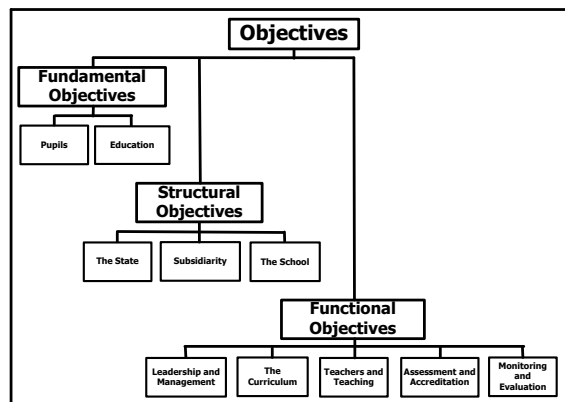 Objectives
Fundamental
Objectives
Pupils
Education
Structural
Objectives
The State
Subsidiarity
The School
Functional
Objectives
Leadership and
Management
The
Curriculum
Teachers and
Teaching
Assessment and
Accreditation
Monitoring
and
Evaluation